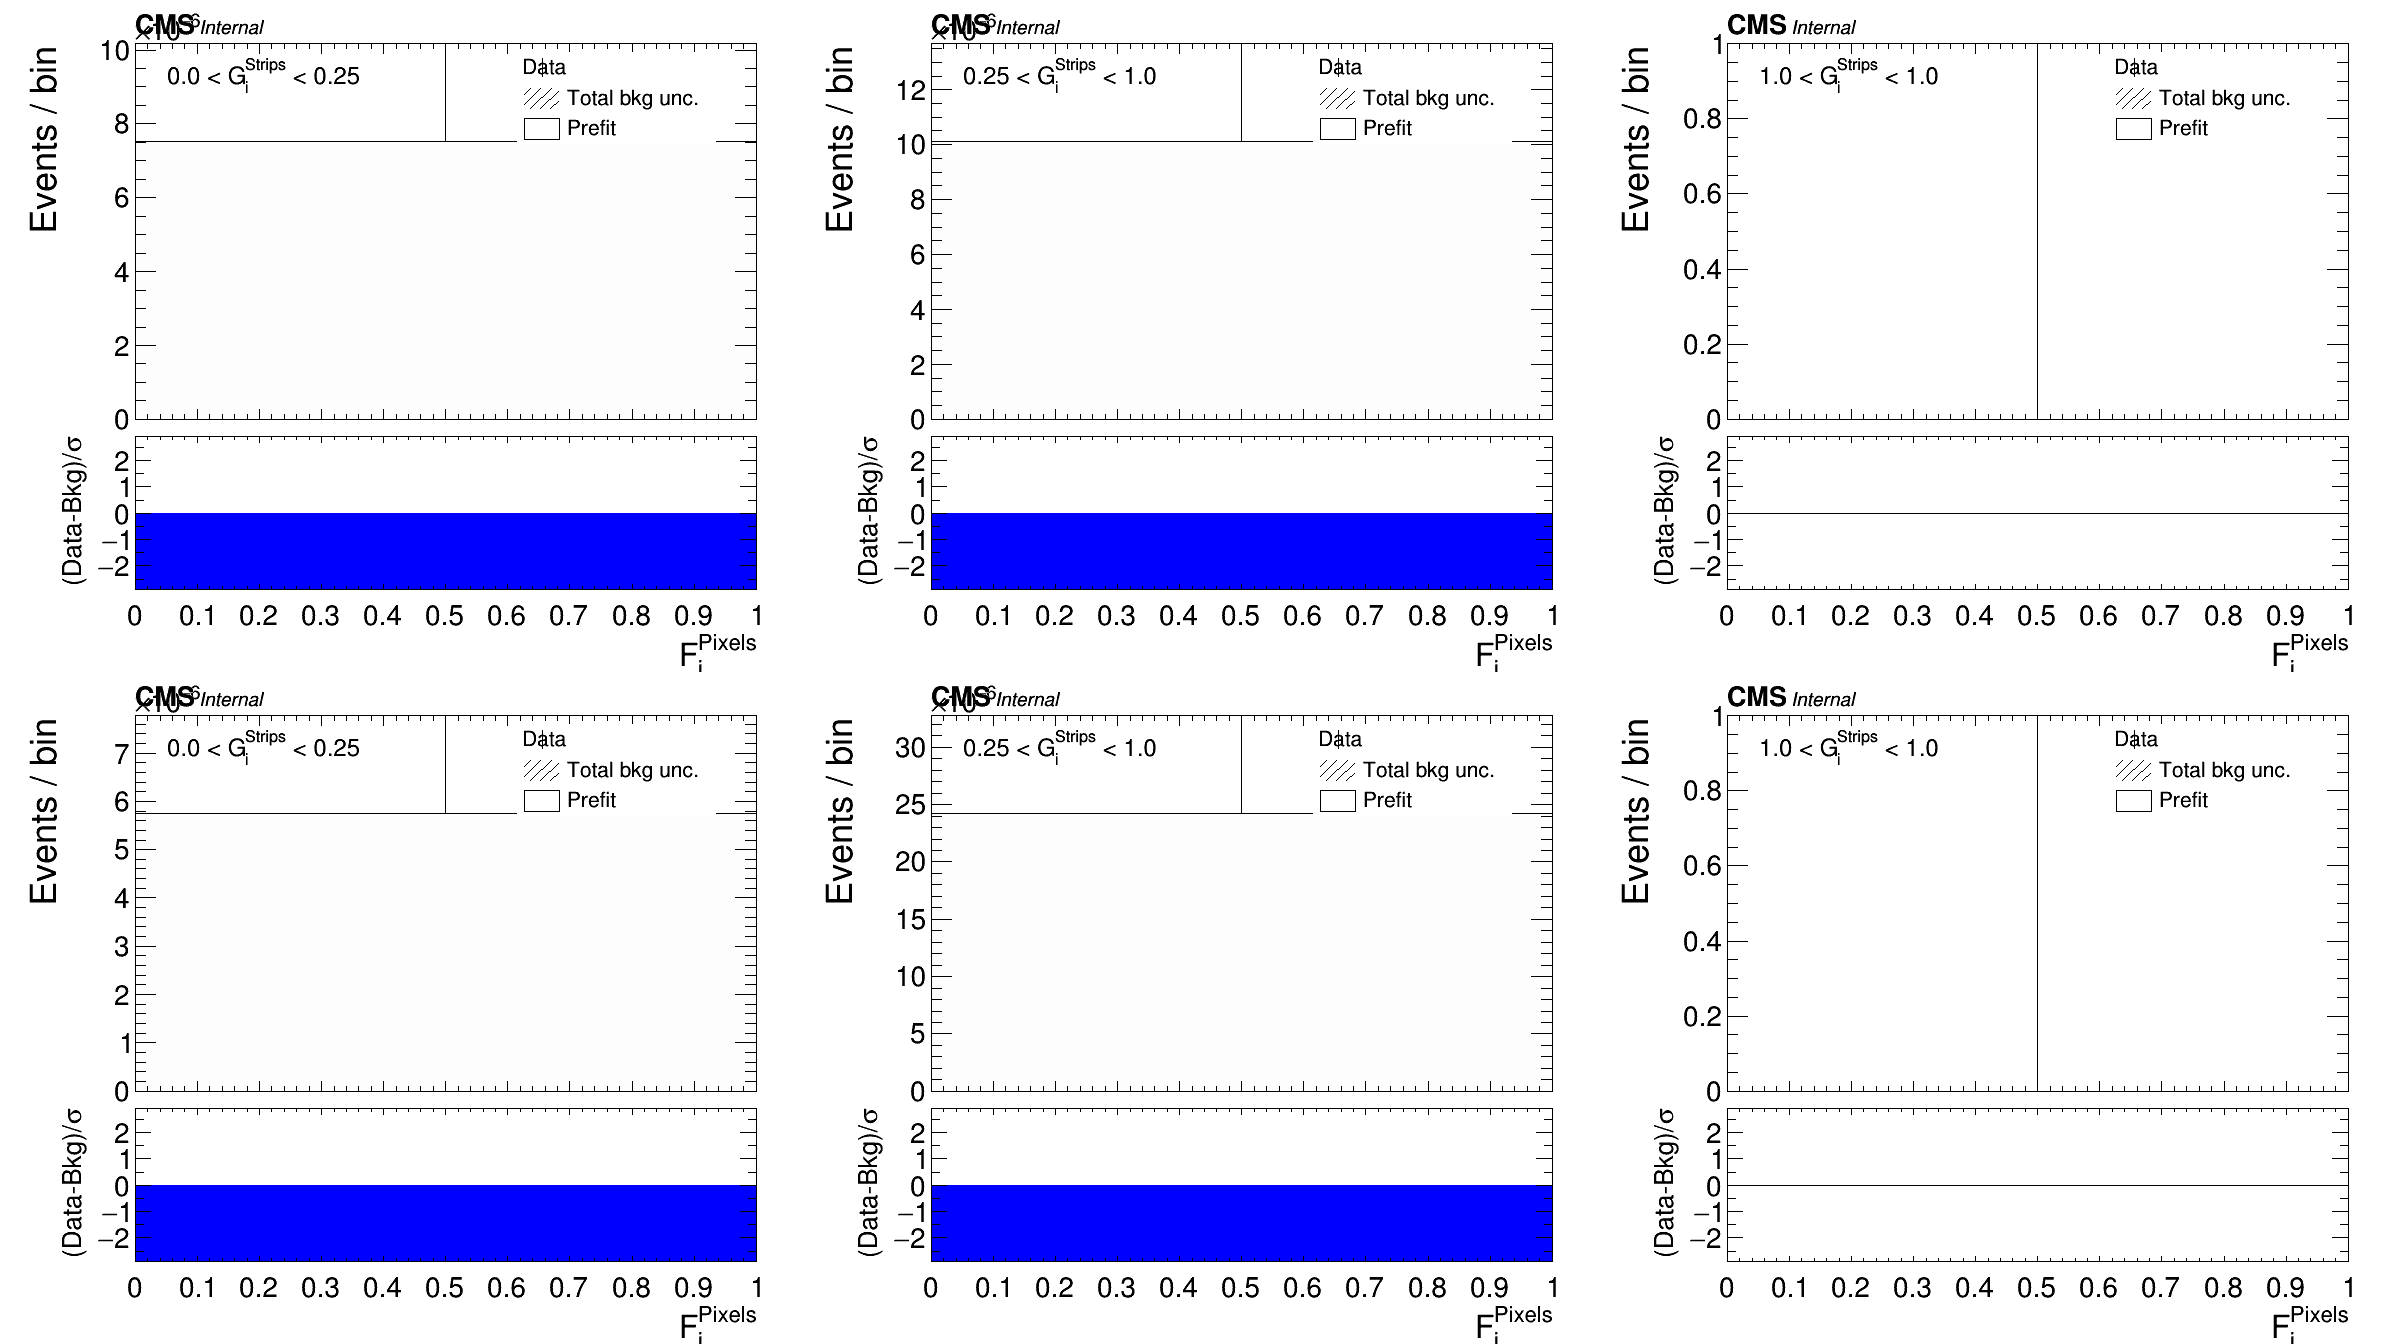 CMS Internal
×10⁶
Events / bin
10
8
6
4
2
0
0.0 < G_i^Strips < 0.25
Data
Total bkg unc.
Prefit
(Data-Bkg)/σ
2
1
0
−1
−2
0 0.1 0.2 0.3 0.4 0.5 0.6 0.7 0.8 0.9 1
F_i^Pixels
CMS Internal
×10⁶
Events / bin
12
10
8
6
4
2
0
0.25 < G_i^Strips < 1.0
Data
Total bkg unc.
Prefit
(Data-Bkg)/σ
2
1
0
−1
−2
0 0.1 0.2 0.3 0.4 0.5 0.6 0.7 0.8 0.9 1
F_i^Pixels
CMS Internal
Events / bin
1
0.8
0.6
0.4
0.2
0
1.0 < G_i^Strips < 1.0
Data
Total bkg unc.
Prefit
(Data-Bkg)/σ
2
1
0
−1
−2
0 0.1 0.2 0.3 0.4 0.5 0.6 0.7 0.8 0.9 1
F_i^Pixels
CMS Internal
×10⁶
Events / bin
7
6
5
4
3
2
1
0
0.0 < G_i^Strips < 0.25
Data
Total bkg unc.
Prefit
(Data-Bkg)/σ
2
1
0
−1
−2
0 0.1 0.2 0.3 0.4 0.5 0.6 0.7 0.8 0.9 1
F_i^Pixels
CMS Internal
×10⁶
Events / bin
30
25
20
15
10
5
0
0.25 < G_i^Strips < 1.0
Data
Total bkg unc.
Prefit
(Data-Bkg)/σ
2
1
0
−1
−2
0 0.1 0.2 0.3 0.4 0.5 0.6 0.7 0.8 0.9 1
F_i^Pixels
CMS Internal
Events / bin
1
0.8
0.6
0.4
0.2
0
1.0 < G_i^Strips < 1.0
Data
Total bkg unc.
Prefit
(Data-Bkg)/σ
2
1
0
−1
−2
0 0.1 0.2 0.3 0.4 0.5 0.6 0.7 0.8 0.9 1
F_i^Pixels